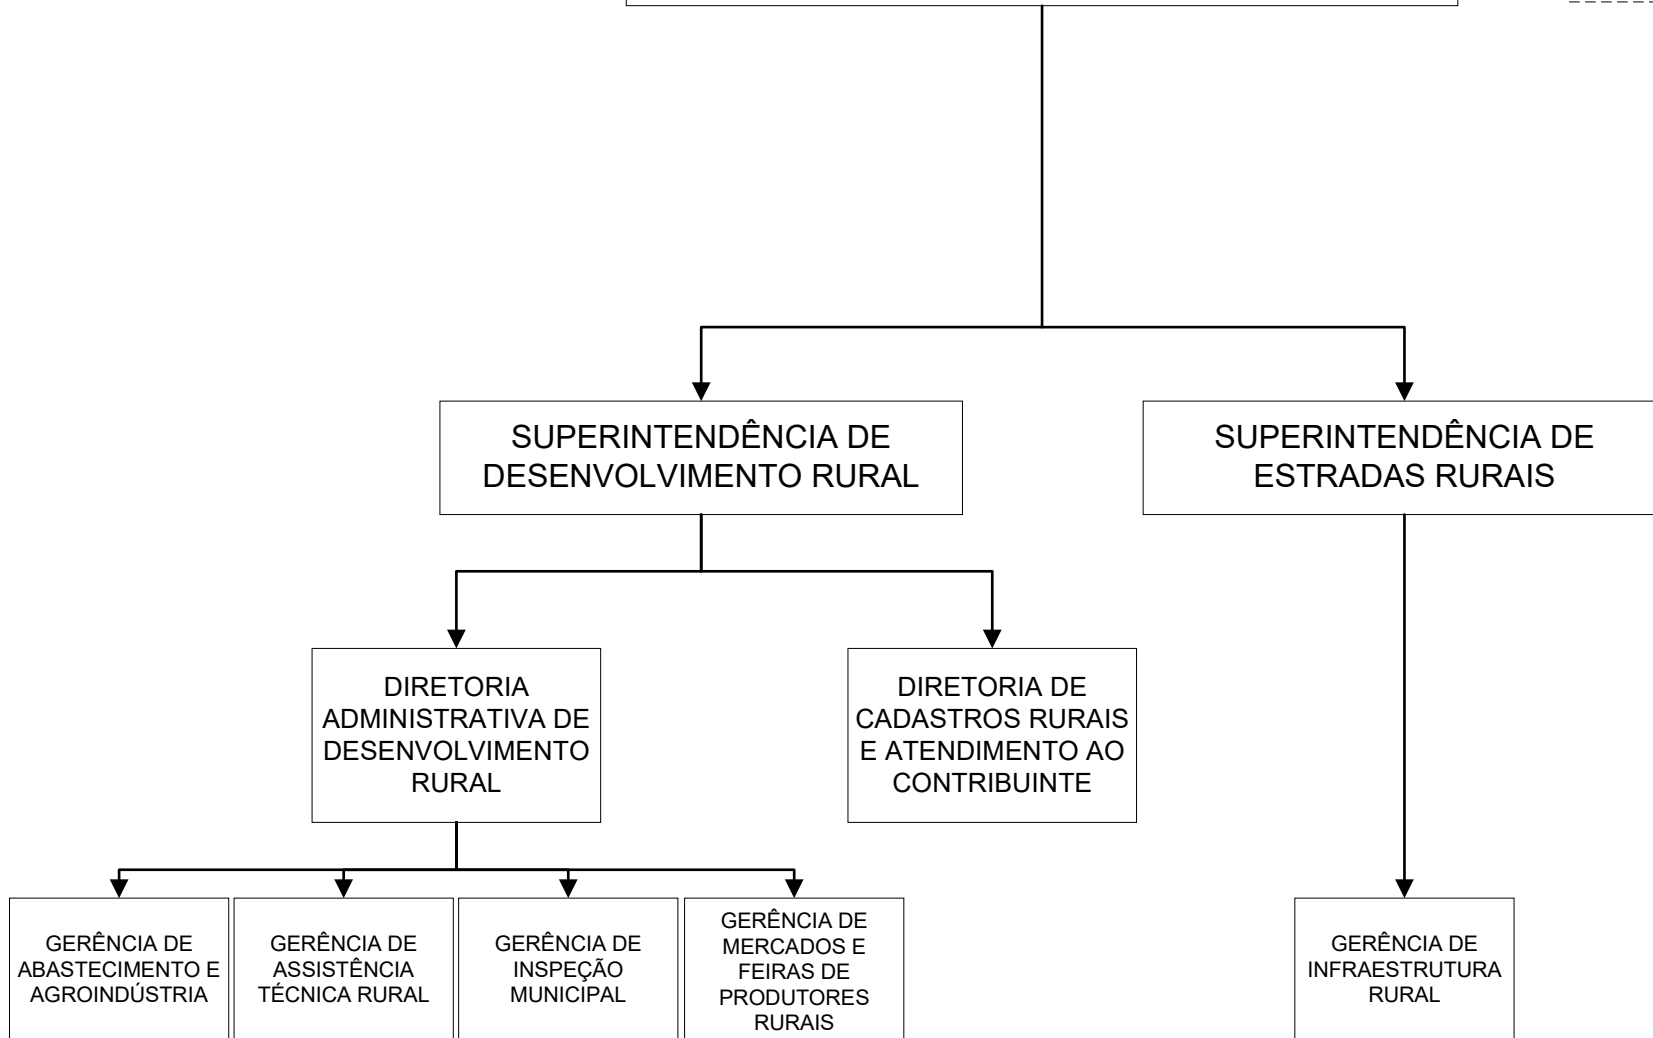 SUPERINTENDÊNCIA DE
DESENVOLVIMENTO RURAL
SUPERINTENDÊNCIA DE
ESTRADAS RURAIS
DIRETORIA
ADMINISTRATIVA DE
DESENVOLVIMENTO
RURAL
DIRETORIA DE
CADASTROS RURAIS
E ATENDIMENTO AO
CONTRIBUINTE
GERÊNCIA DE
ABASTECIMENTO E
AGROINDÚSTRIA
GERÊNCIA DE
ASSISTÊNCIA
TÉCNICA RURAL
GERÊNCIA DE
INSPEÇÃO
MUNICIPAL
GERÊNCIA DE
MERCADOS E
FEIRAS DE
PRODUTORES
RURAIS
GERÊNCIA DE
INFRAESTRUTURA
RURAL